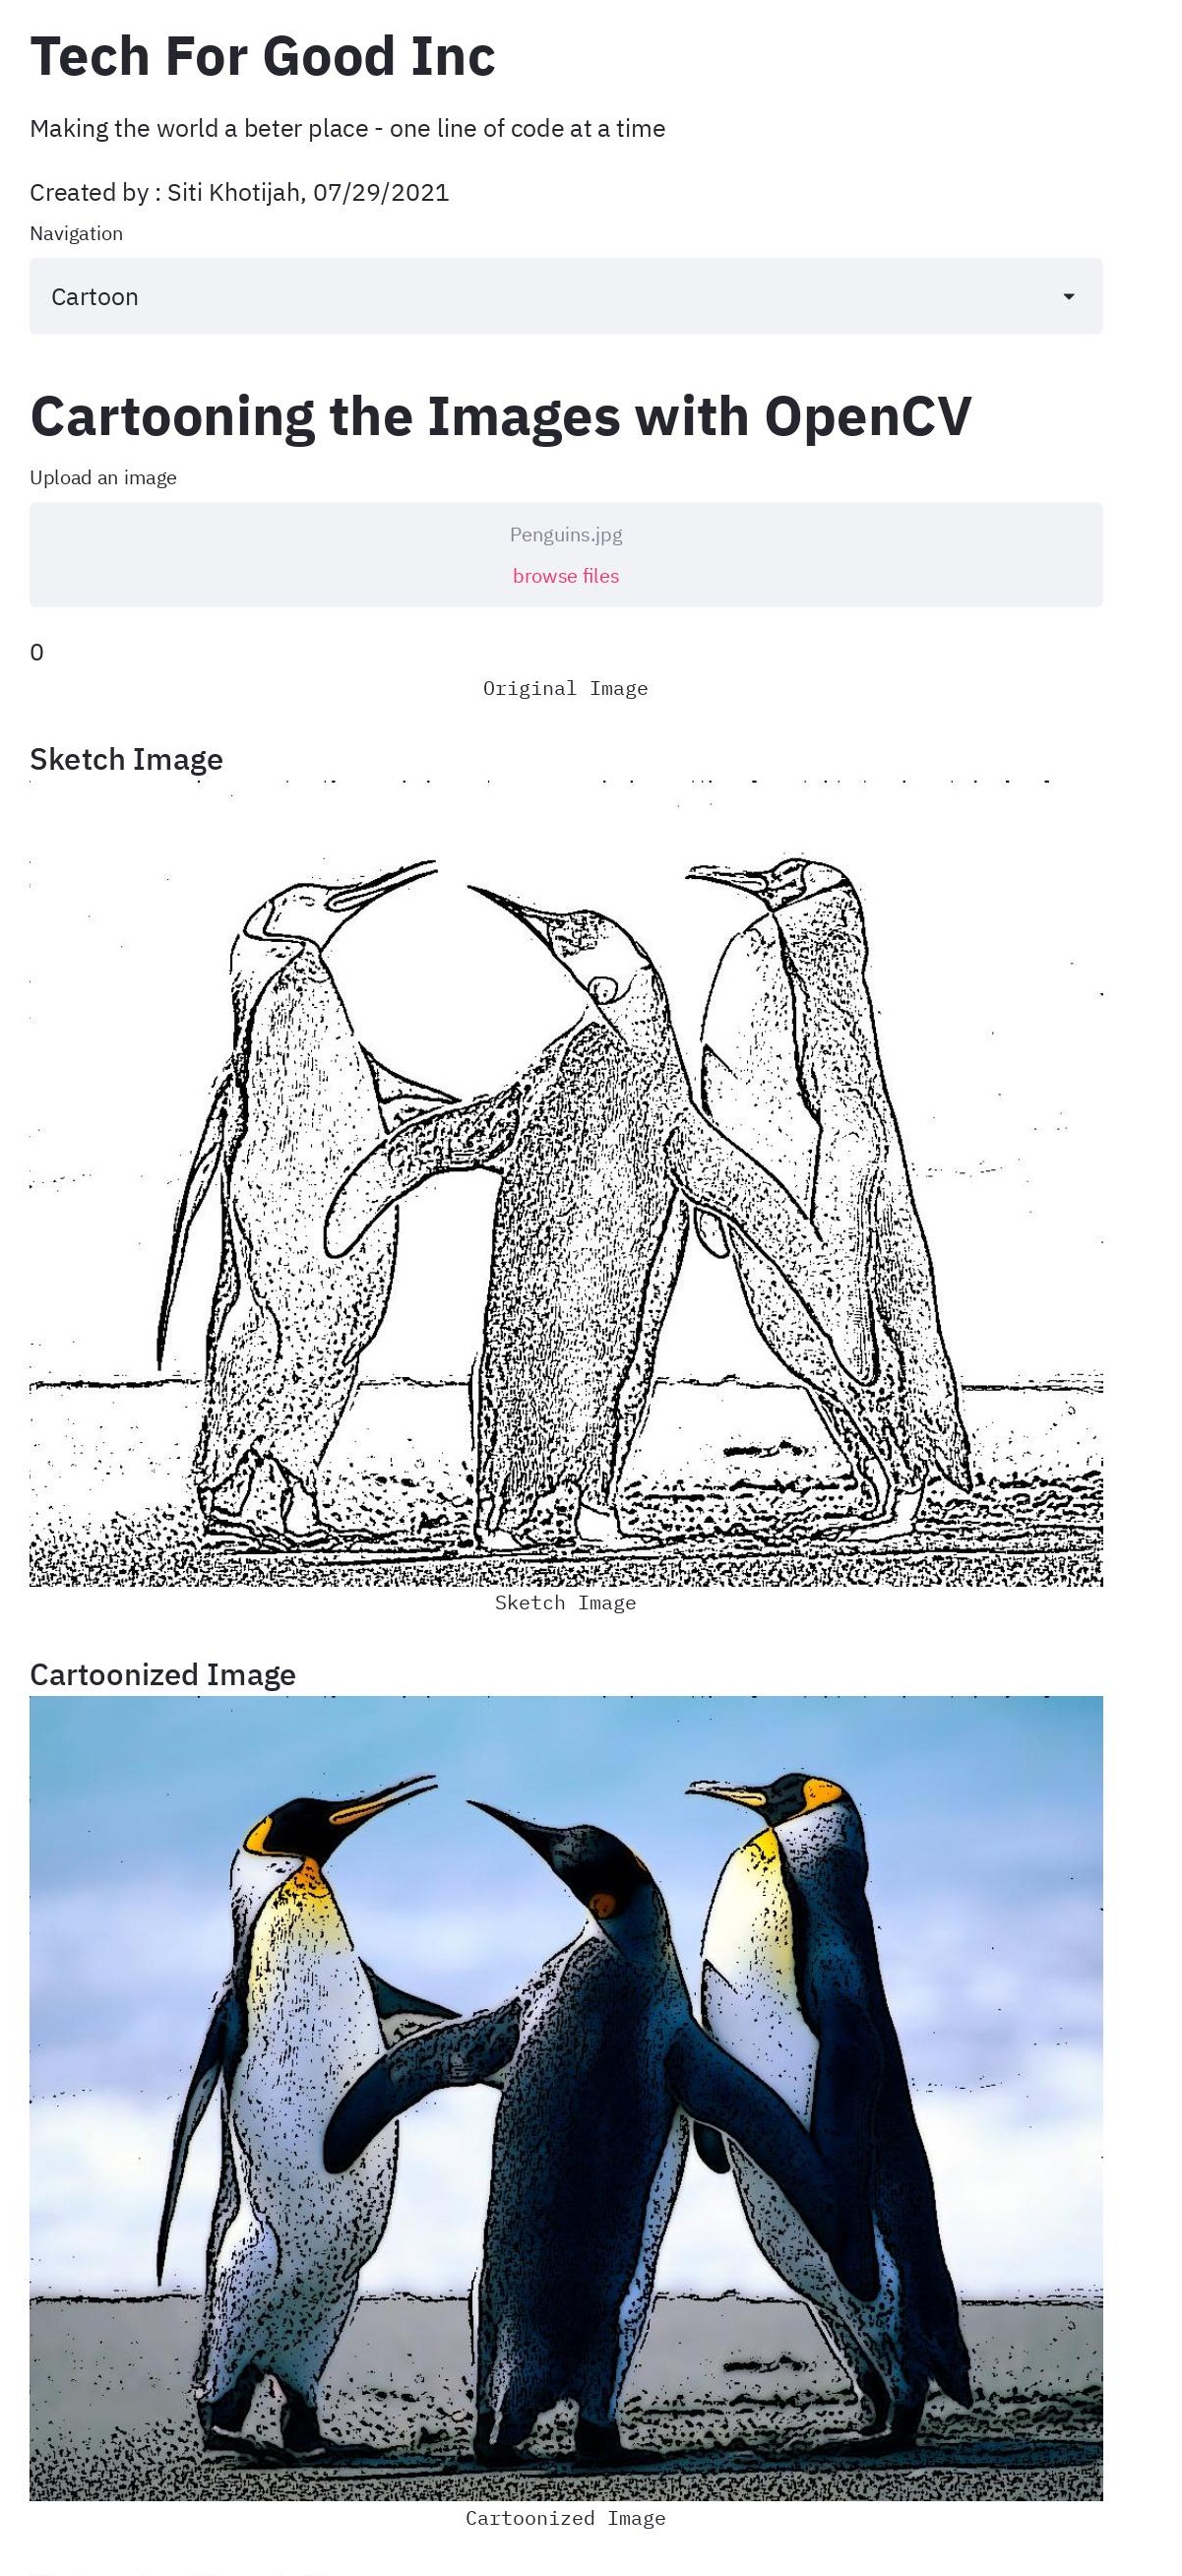 Tech For Good Inc
Making the world a beter place - one line of code at a time
Created by : Siti Khotijah, 07/29/2021
Navigation
Cartoon
Cartooning the Images with OpenCV
Upload an image
Penguins.jpg
browse files
0
Original Image
Sketch Image
Sketch Image
Cartoonized Image
Cartoonized Image